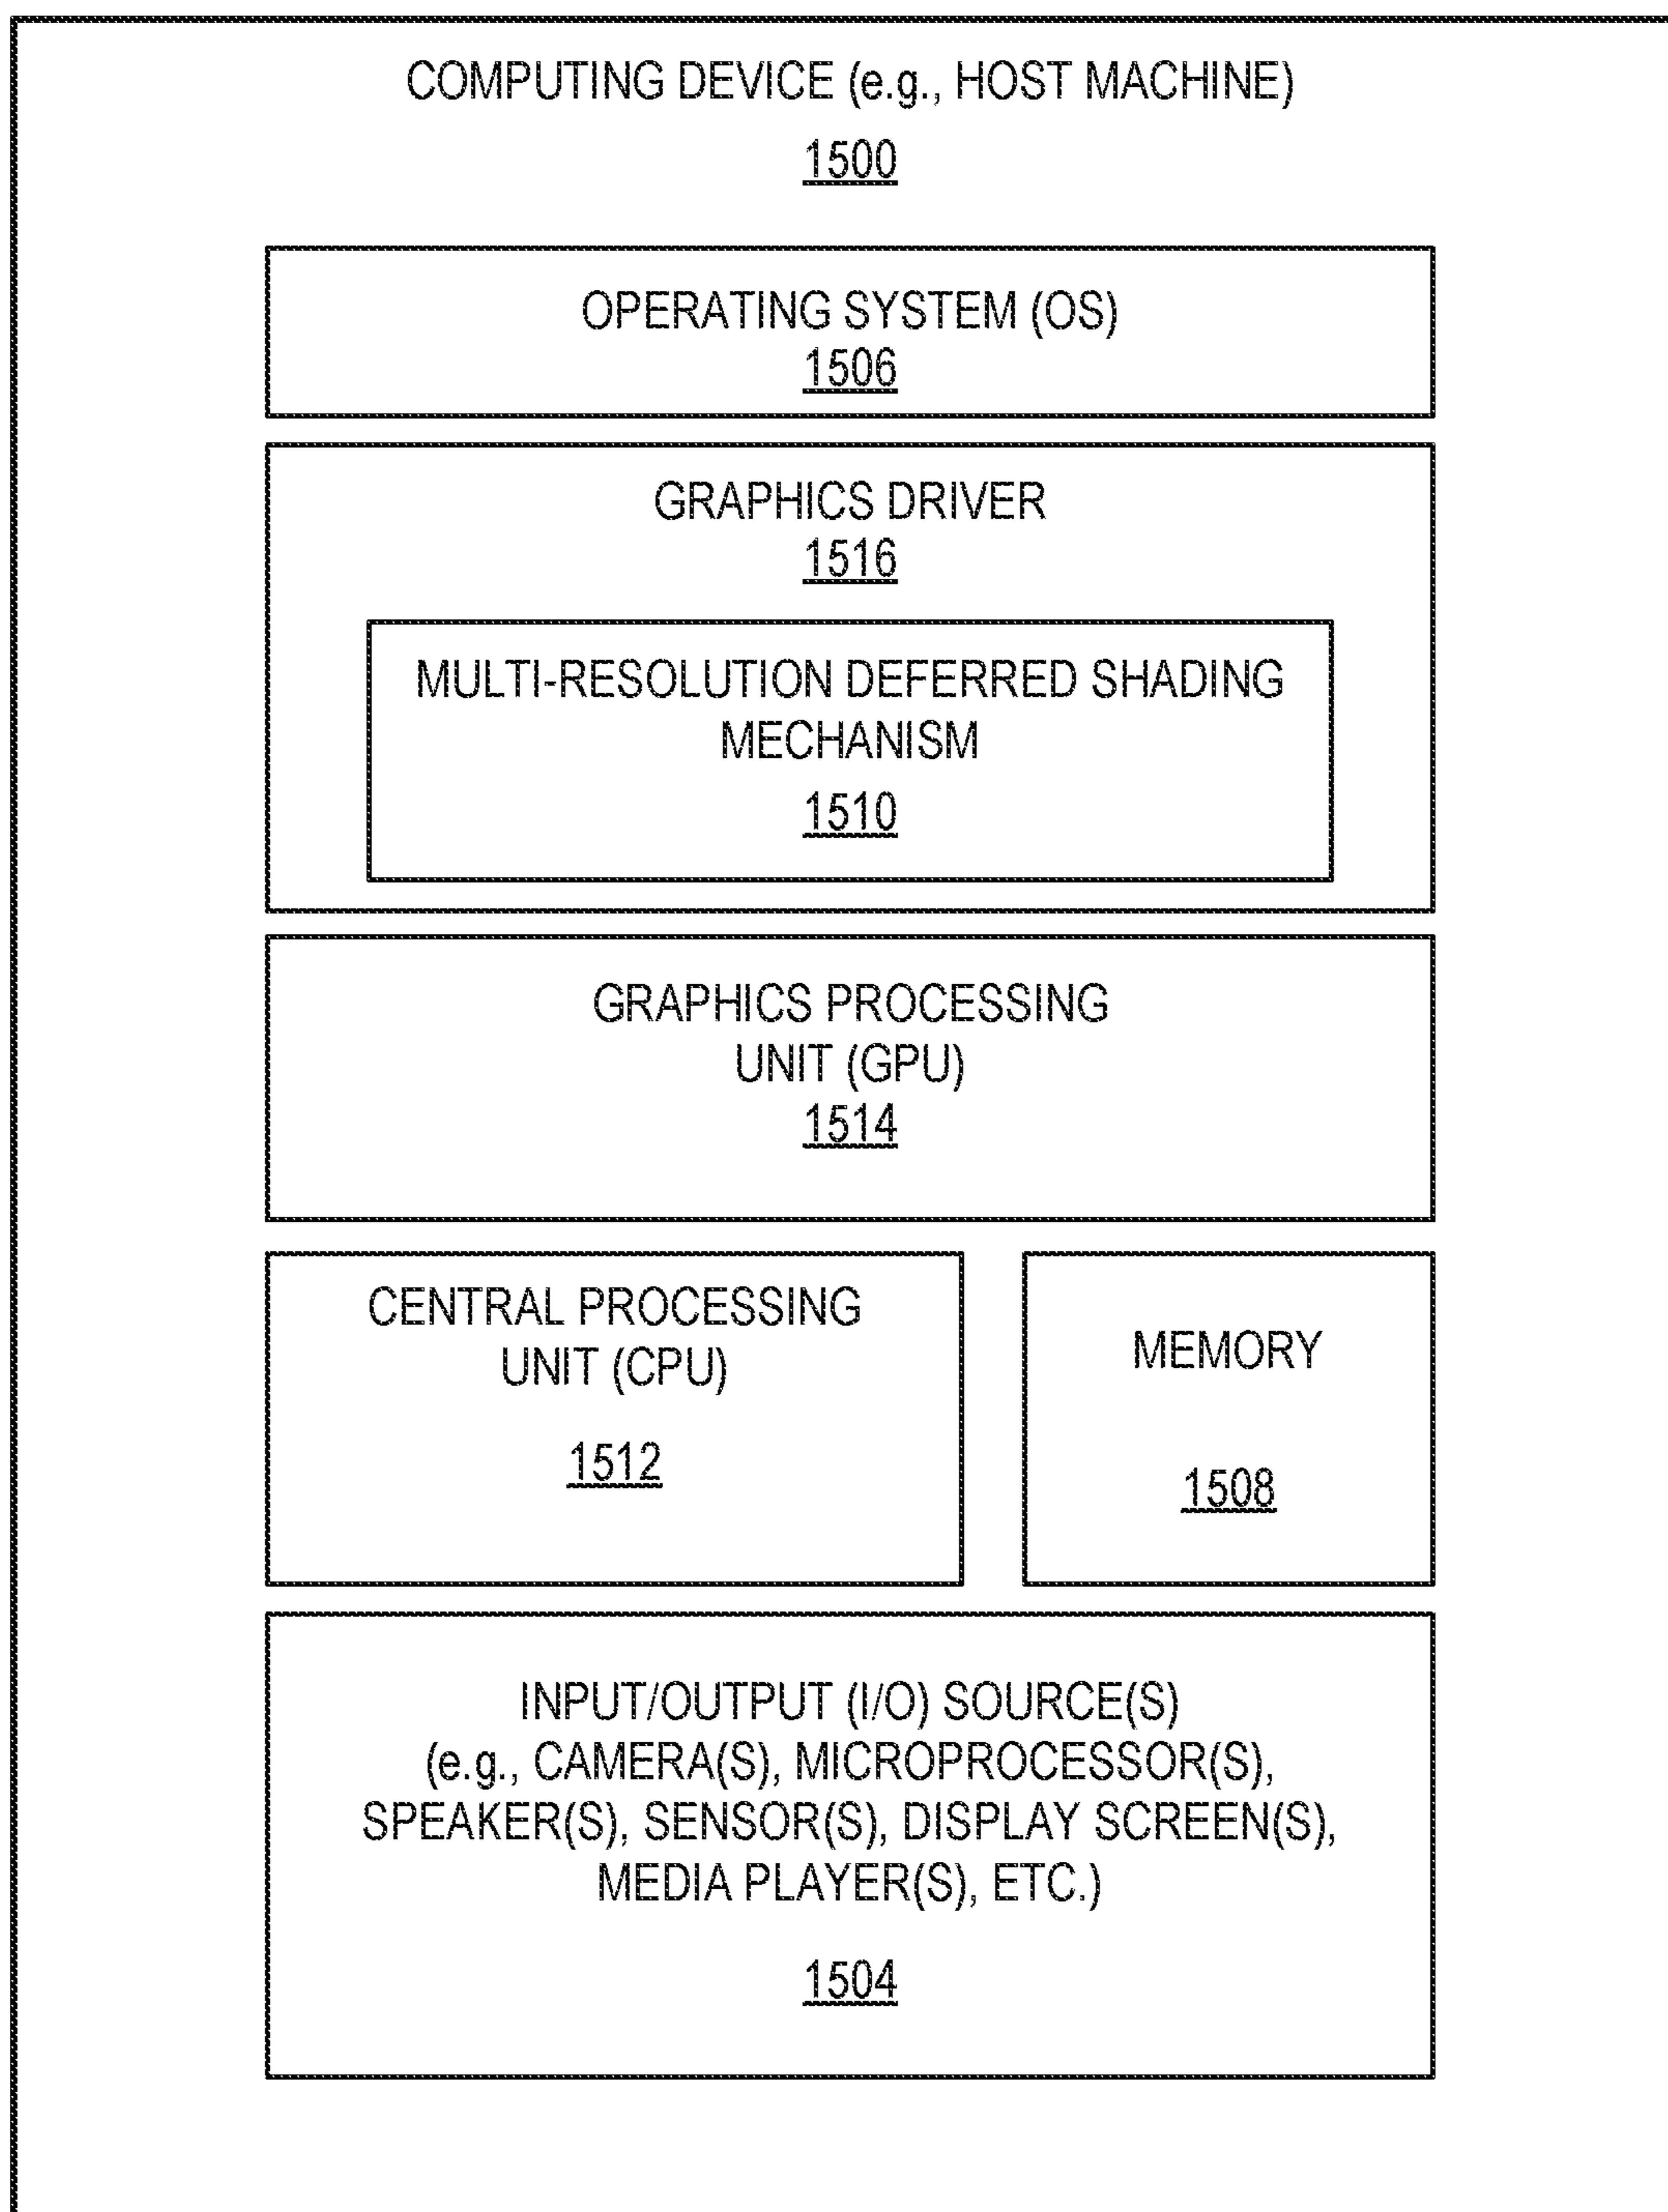 COMPUTING DEVICE (e.g., HOST MACHINE)
1500
OPERATING SYSTEM (OS)
1506
GRAPHICS DRIVER
1516
MULTI-RESOLUTION DEFERRED SHADING
MECHANISM
1510
GRAPHICS PROCESSING
UNIT (GPU)
1514
CENTRAL PROCESSING
UNIT (CPU)
1512
MEMORY
1508
INPUT/OUTPUT (I/O) SOURCE(S)
(e.g., CAMERA(S), MICROPROCESSOR(S),
SPEAKER(S), SENSOR(S), DISPLAY SCREEN(S),
MEDIA PLAYER(S), ETC.)
1504